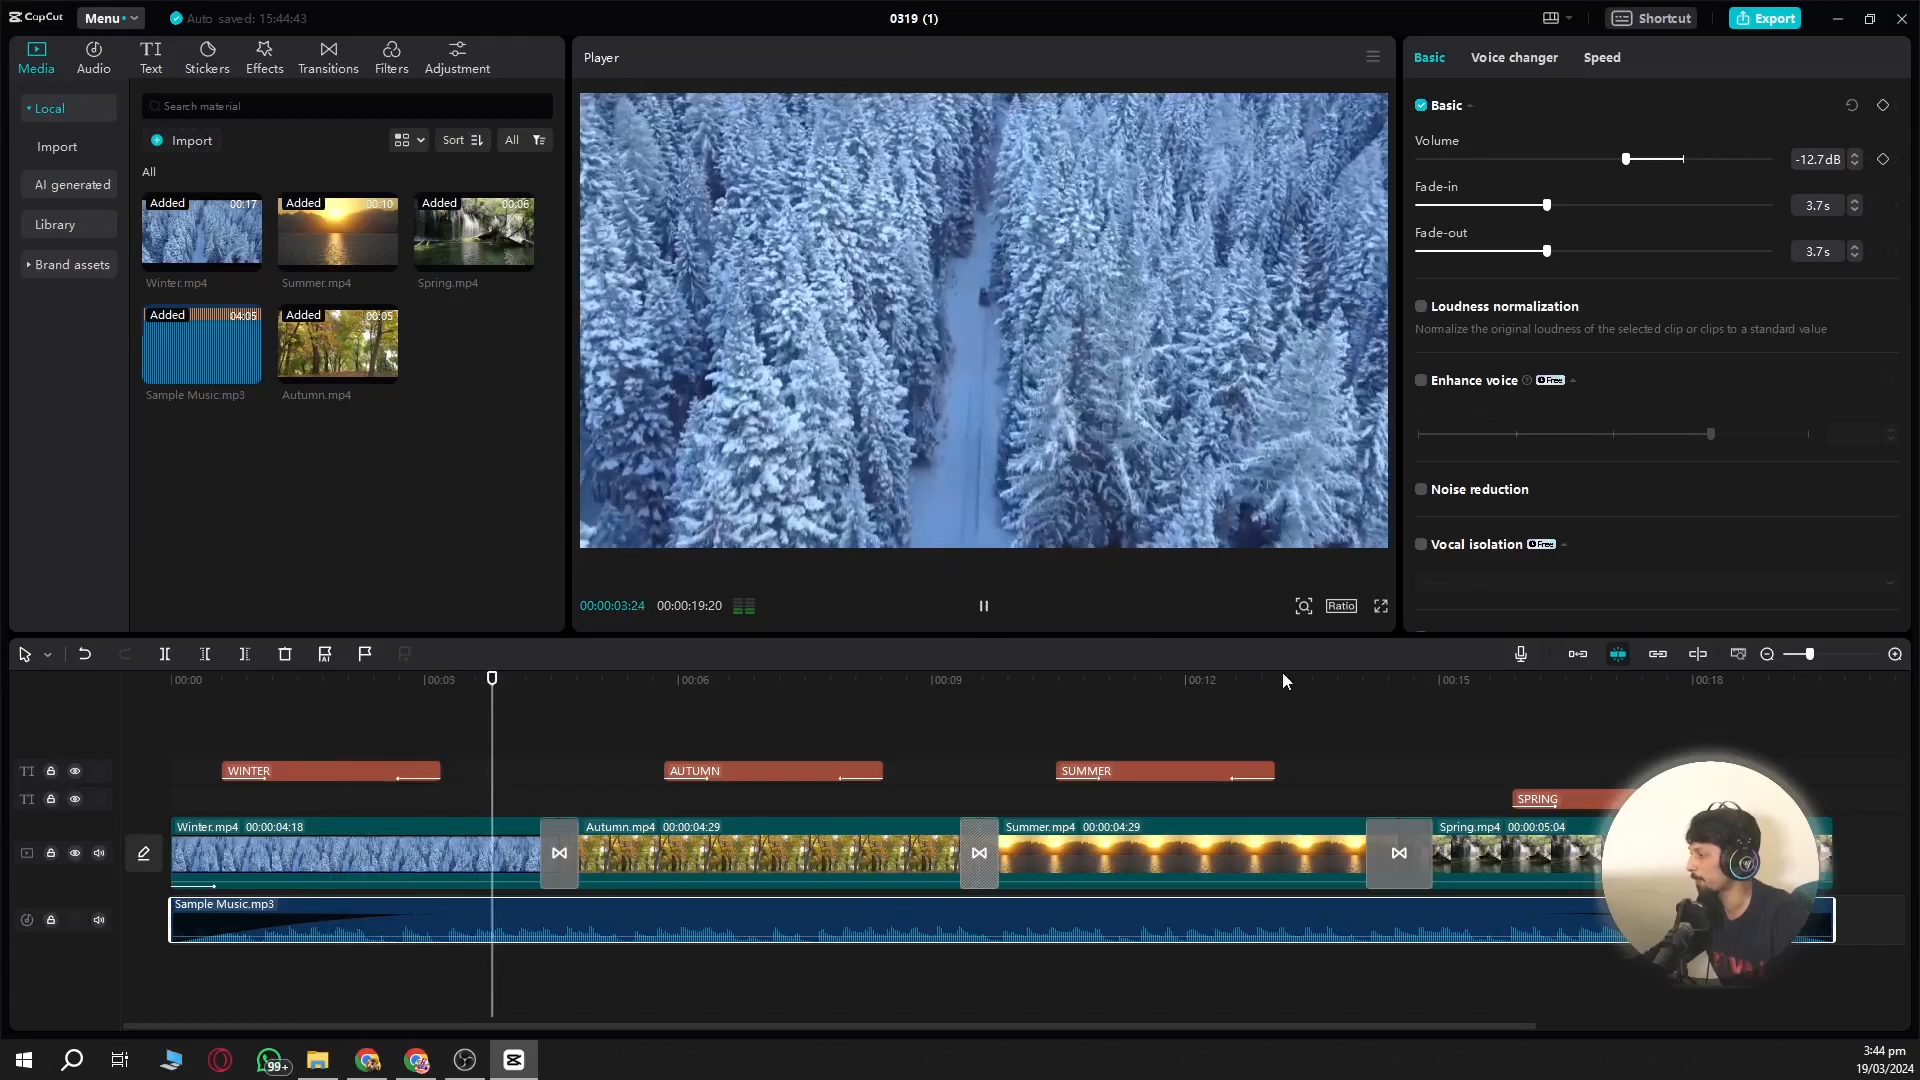 CapCut
Menu
Auto saved: 15:44:43
0319 (1)
Shortcut
Export
Media
Audio
TI
Text
Stickers
Effects
Transitions
Filters
Adjustment
Local
Import
AI generated
Library
Brand assets
Search material
Import
Sort
All
All
Added 00:17
Winter.mp4
Added 00:10
Summer.mp4
Added 00:06
Spring.mp4
Added 04:05
Sample Music.mp3
Added 00:05
Autumn.mp4
Player
00:00:03:24 00:00:19:20
Ratio
Basic
Voice changer
Speed
Basic
Volume
-12.7dB
Fade-in
3.7s
Fade-out
3.7s
Loudness normalization
Normalize the original loudness of the selected clip or clips to a standard value
Enhance voice Free
Noise reduction
Vocal isolation Free
00:00
00:03
00:06
00:09
00:12
00:15
00:18
TI
WINTER
AUTUMN
SUMMER
TI
SPRING
Winter.mp4 00:00:04:18
Autumn.mp4 00:00:04:29
Summer.mp4 00:00:04:29
Spring.mp4 00:00:05:04
Sample Music.mp3
99+
3:44 pm
19/03/2024